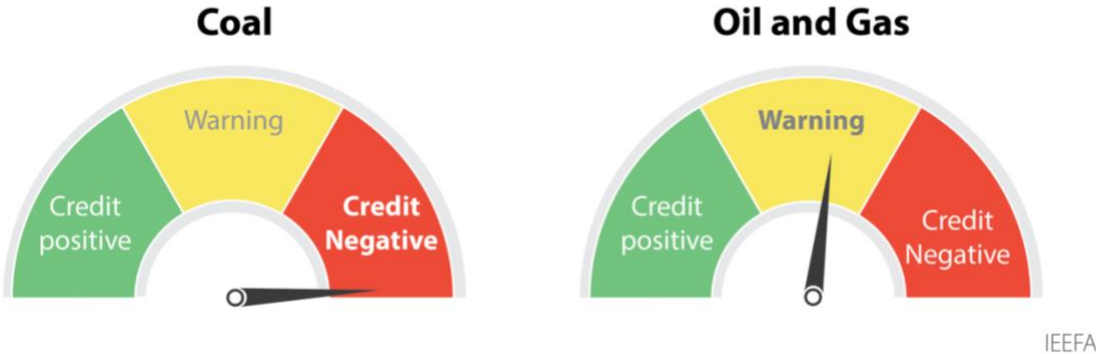 Coal
Warning
Credit
positive
Credit
Negative
Oil and Gas
Warning
Credit
positive
Credit
Negative
IEEFA